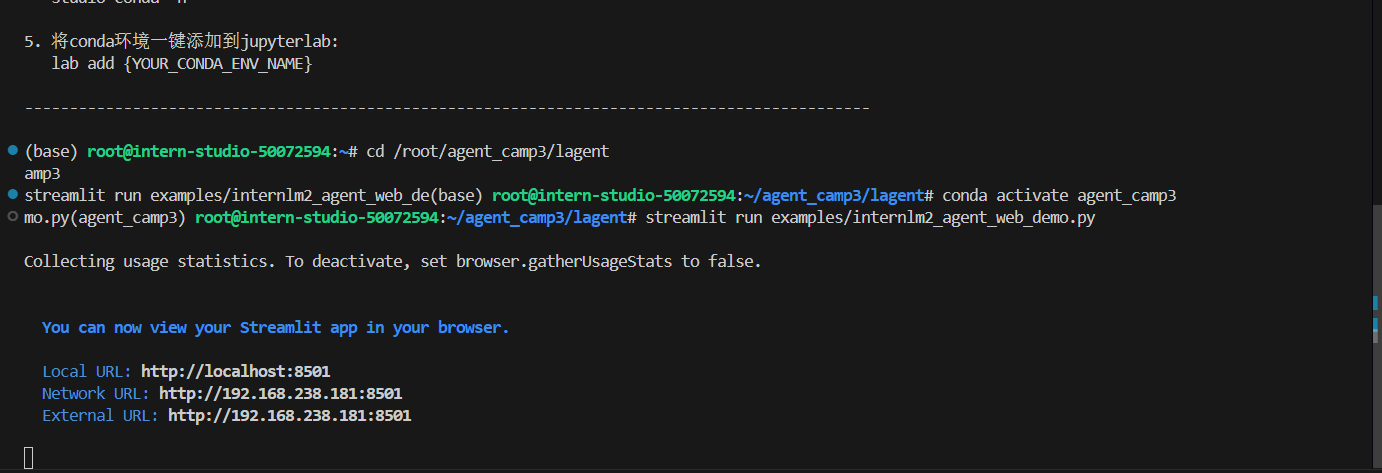 5. 将conda环境一键添加到jupyterlab:
lab add {YOUR_CONDA_ENV_NAME}
---------------------------------------------------------------------------------------------
(base) root@intern-studio-50072594:~# cd /root/agent_camp3/lagent
amp3
streamlit run examples/internlm2_agent_web_de(base) root@intern-studio-50072594:~/agent_camp3/lagent# conda activate agent_camp3
mo.py(agent_camp3) root@intern-studio-50072594:~/agent_camp3/lagent# streamlit run examples/internlm2_agent_web_demo.py
Collecting usage statistics. To deactivate, set browser.gatherUsageStats to false.
You can now view your Streamlit app in your browser.
Local URL: http://localhost:8501
Network URL: http://192.168.238.181:8501
External URL: http://192.168.238.181:8501